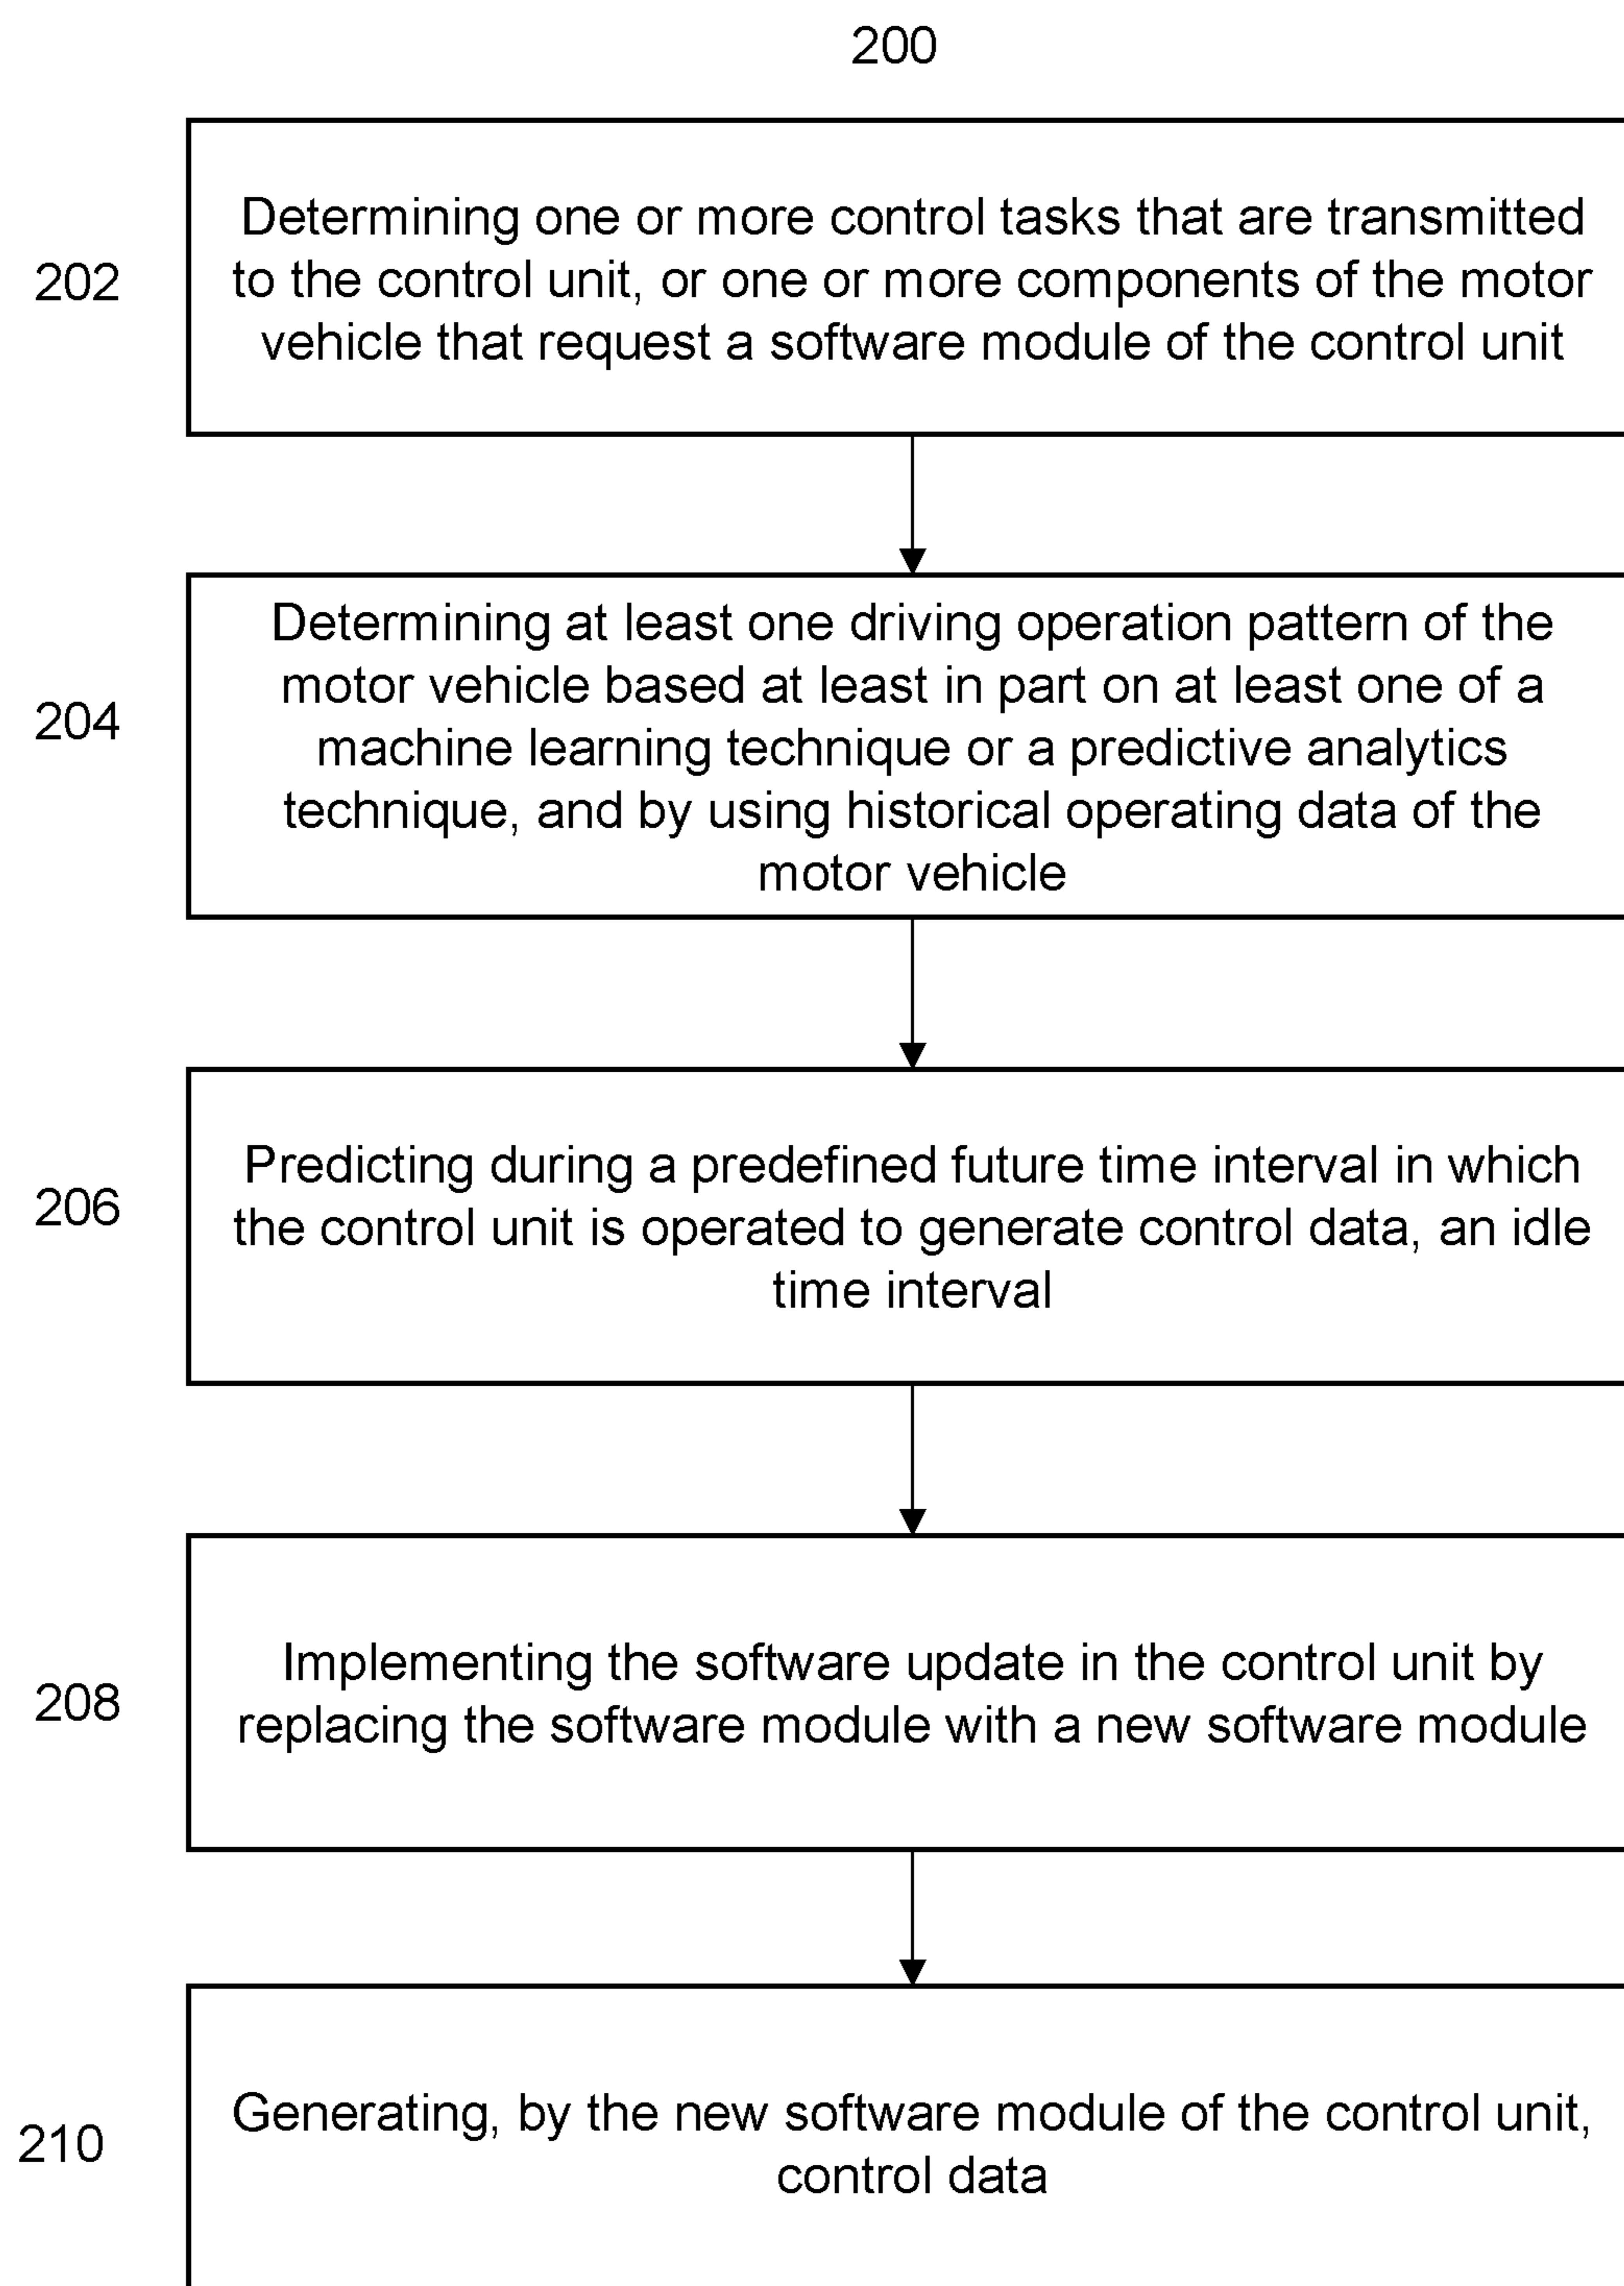 200
202
Determining one or more control tasks that are transmitted
to the control unit, or one or more components of the motor
vehicle that request a software module of the control unit
204
Determining at least one driving operation pattern of the
motor vehicle based at least in part on at least one of a
machine learning technique or a predictive analytics
technique, and by using historical operating data of the
motor vehicle
206
Predicting during a predefined future time interval in which
the control unit is operated to generate control data, an idle
time interval
208
Implementing the software update in the control unit by
replacing the software module with a new software module
210
Generating, by the new software module of the control unit,
control data